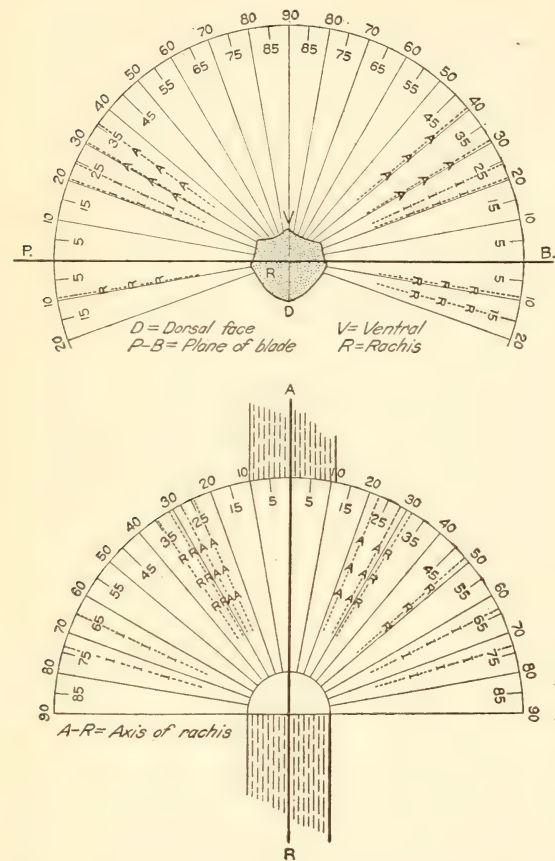 90
80 80
70 70
60 60
50 50
40 40
30 30
20 20
10 10
85 85
75 75
65 65
55 55
45 45
35 35
25 25
15 15
5 5
A A A
A A A
I I I
A A A
A A A
I I I
V
P. B.
R
D
5 5
10 10
15 15
20 20
R R R
R R R
R R R
D = Dorsal face V = Ventral
P-B = Plane of blade R = Rachis
A
10 10
20 20
30 30
40 40
50 50
60 60
70 70
80 80
90 90
5 5
15 15
25 25
35 35
45 45
55 55
65 65
75 75
85 85
R R A A
R R A A
R R A A
A A R
A A R
A A R
R R R
I I I
I I I
I I I
I I I
A-R = Axis of rachis
R